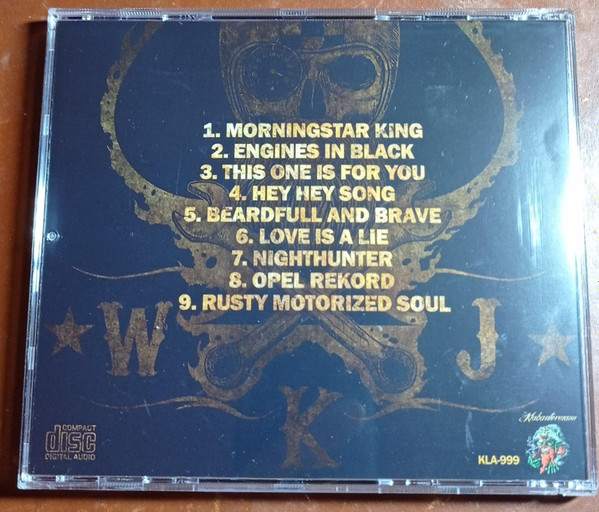 1. MORNINGSTAR KiNG
2. ENGINES IN BLACK
3. THIS ONE IS FOR YOU
4. HEY HEY SONG
5. BEARDFULL AND BRAVE
6. LOVE IS A LIE
7. NIGHTHUNTER
8. OPEL REKORD
9. RUSTY MOTORIZED SOUL
W J
K
COMPACT
disc
DIGITAL AUDIO
KLA-999